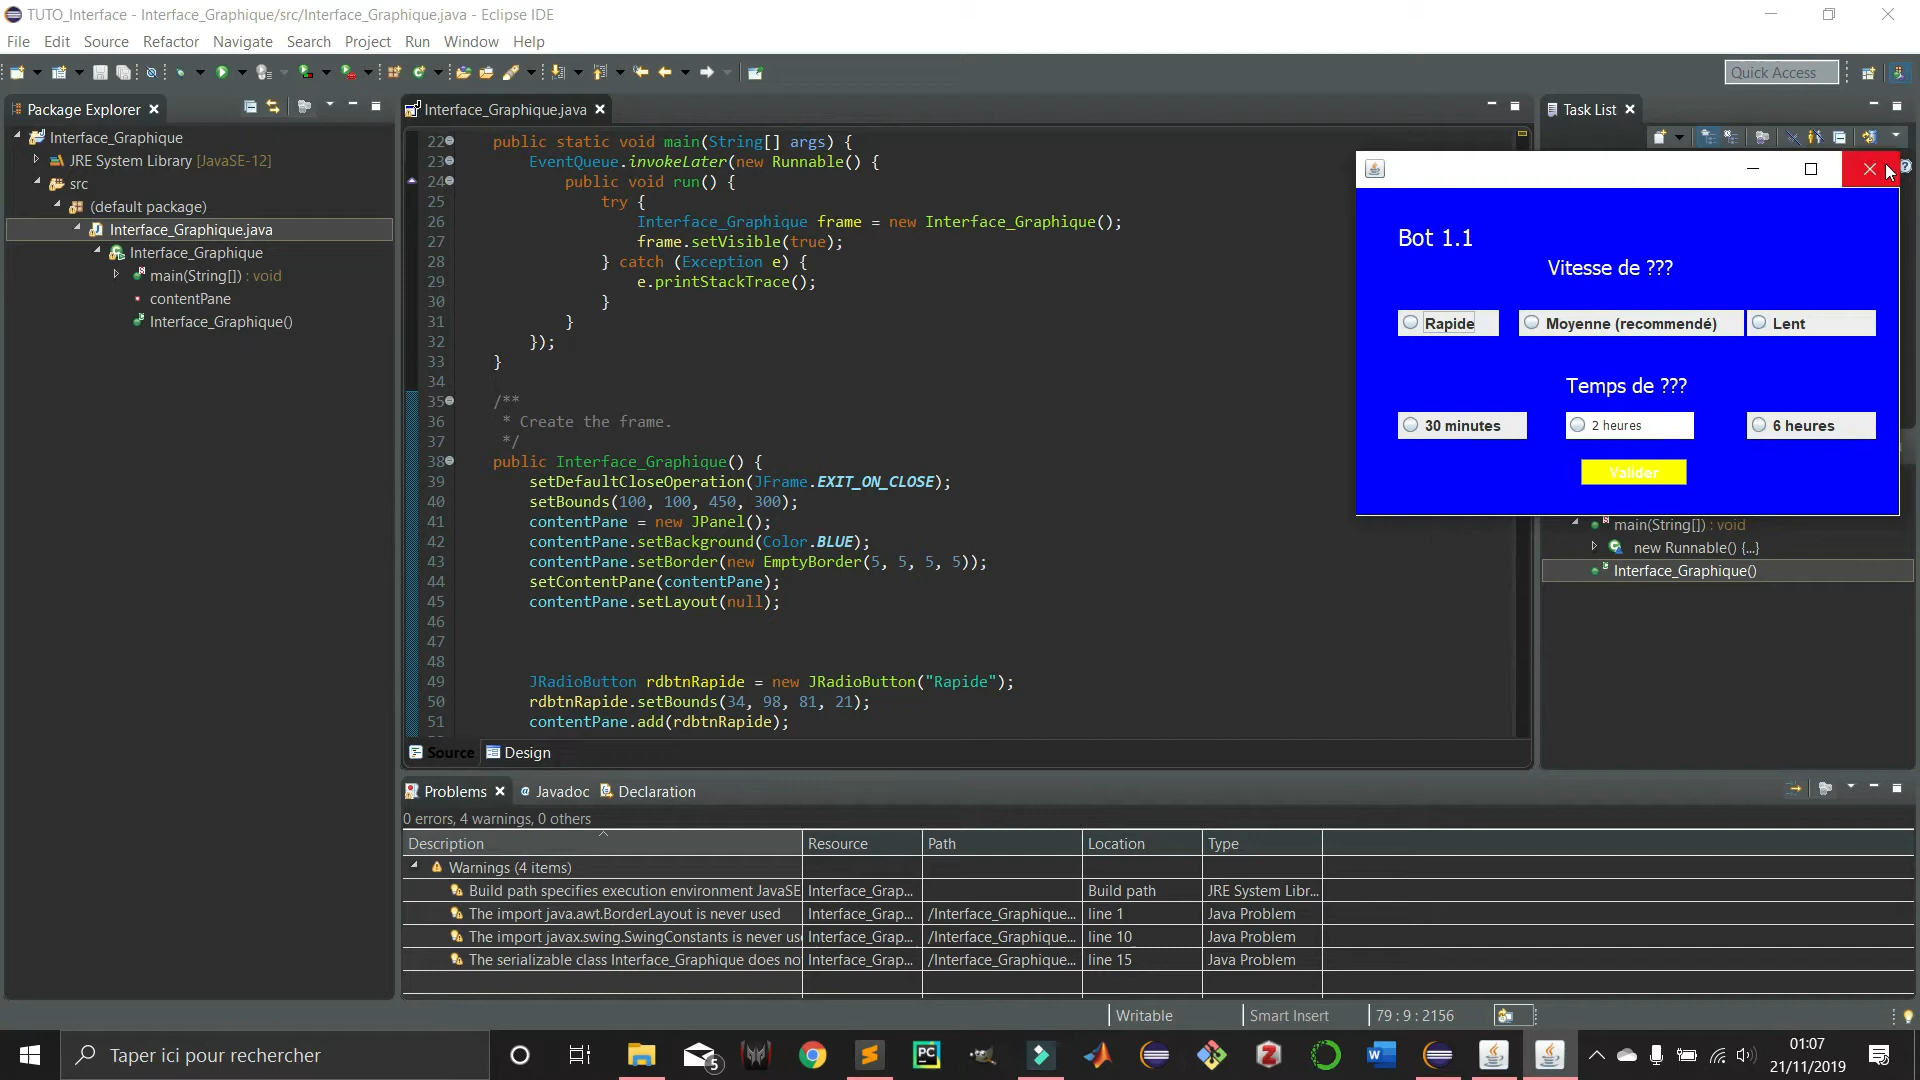 TUTO_Interface - Interface_Graphique/src/Interface_Graphique.java - Eclipse IDE
File Edit Source Refactor Navigate Search Project Run Window Help
Quick Access
Package Explorer
Interface_Graphique
JRE System Library [JavaSE-12]
src
(default package)
Interface_Graphique.java
Interface_Graphique
main(String[]) : void
contentPane
Interface_Graphique()
Interface_Graphique.java
22 public static void main(String[] args) {
23 EventQueue.invokeLater(new Runnable() {
24 public void run() {
25 try {
26 Interface_Graphique frame = new Interface_Graphique();
27 frame.setVisible(true);
28 } catch (Exception e) {
29 e.printStackTrace();
30 }
31 }
32 });
33 }
34
35 /**
36 * Create the frame.
37 */
38 public Interface_Graphique() {
39 setDefaultCloseOperation(JFrame.EXIT_ON_CLOSE);
40 setBounds(100, 100, 450, 300);
41 contentPane = new JPanel();
42 contentPane.setBackground(Color.BLUE);
43 contentPane.setBorder(new EmptyBorder(5, 5, 5, 5));
44 setContentPane(contentPane);
45 contentPane.setLayout(null);
46
47
48
49 JRadioButton rdbtnRapide = new JRadioButton("Rapide");
50 rdbtnRapide.setBounds(34, 98, 81, 21);
51 contentPane.add(rdbtnRapide);
Source Design
Task List
Bot 1.1
Vitesse de ???
Rapide Moyenne (recommendé) Lent
Temps de ???
30 minutes 2 heures 6 heures
Valider
main(String[]) : void
new Runnable() {...}
Interface_Graphique()
Problems Javadoc Declaration
0 errors, 4 warnings, 0 others
Description Resource Path Location Type
Warnings (4 items)
Build path specifies execution environment JavaSE Interface_Grap... Build path JRE System Libr...
The import java.awt.BorderLayout is never used Interface_Grap... /Interface_Graphique... line 1 Java Problem
The import javax.swing.SwingConstants is never us Interface_Grap... /Interface_Graphique... line 10 Java Problem
The serializable class Interface_Graphique does no Interface_Grap... /Interface_Graphique... line 15 Java Problem
Writable Smart Insert 79 : 9 : 2156
Taper ici pour rechercher
5
PC
01:07
21/11/2019